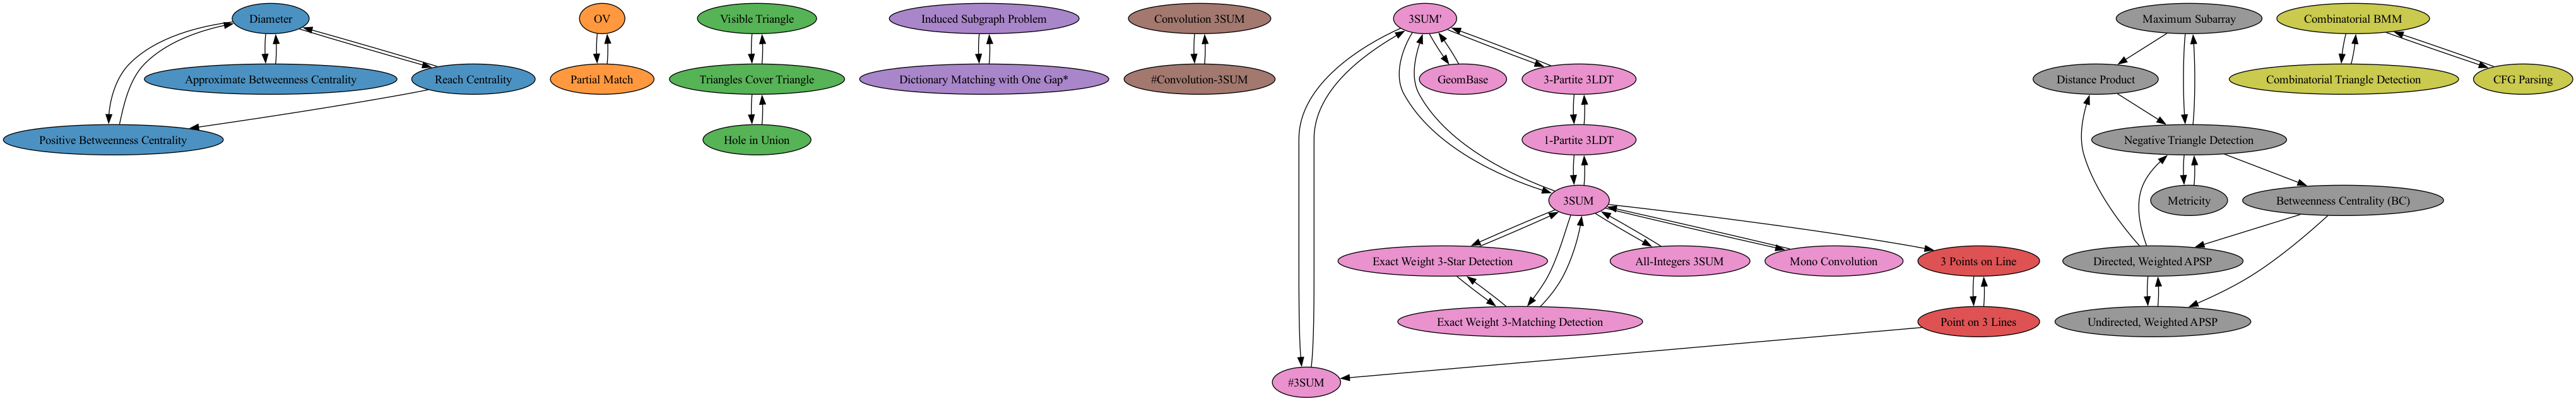 Diameter
OV
Visible Triangle
Induced Subgraph Problem
Convolution 3SUM
3SUM'
Maximum Subarray
Combinatorial BMM
Approximate Betweenness Centrality
Reach Centrality
Partial Match
Triangles Cover Triangle
Dictionary Matching with One Gap*
#Convolution-3SUM
GeomBase
3-Partite 3LDT
Distance Product
Combinatorial Triangle Detection
CFG Parsing
Positive Betweenness Centrality
Hole in Union
1-Partite 3LDT
Negative Triangle Detection
3SUM
Metricity
Betweenness Centrality (BC)
Exact Weight 3-Star Detection
All-Integers 3SUM
Mono Convolution
3 Points on Line
Directed, Weighted APSP
Exact Weight 3-Matching Detection
Point on 3 Lines
Undirected, Weighted APSP
#3SUM